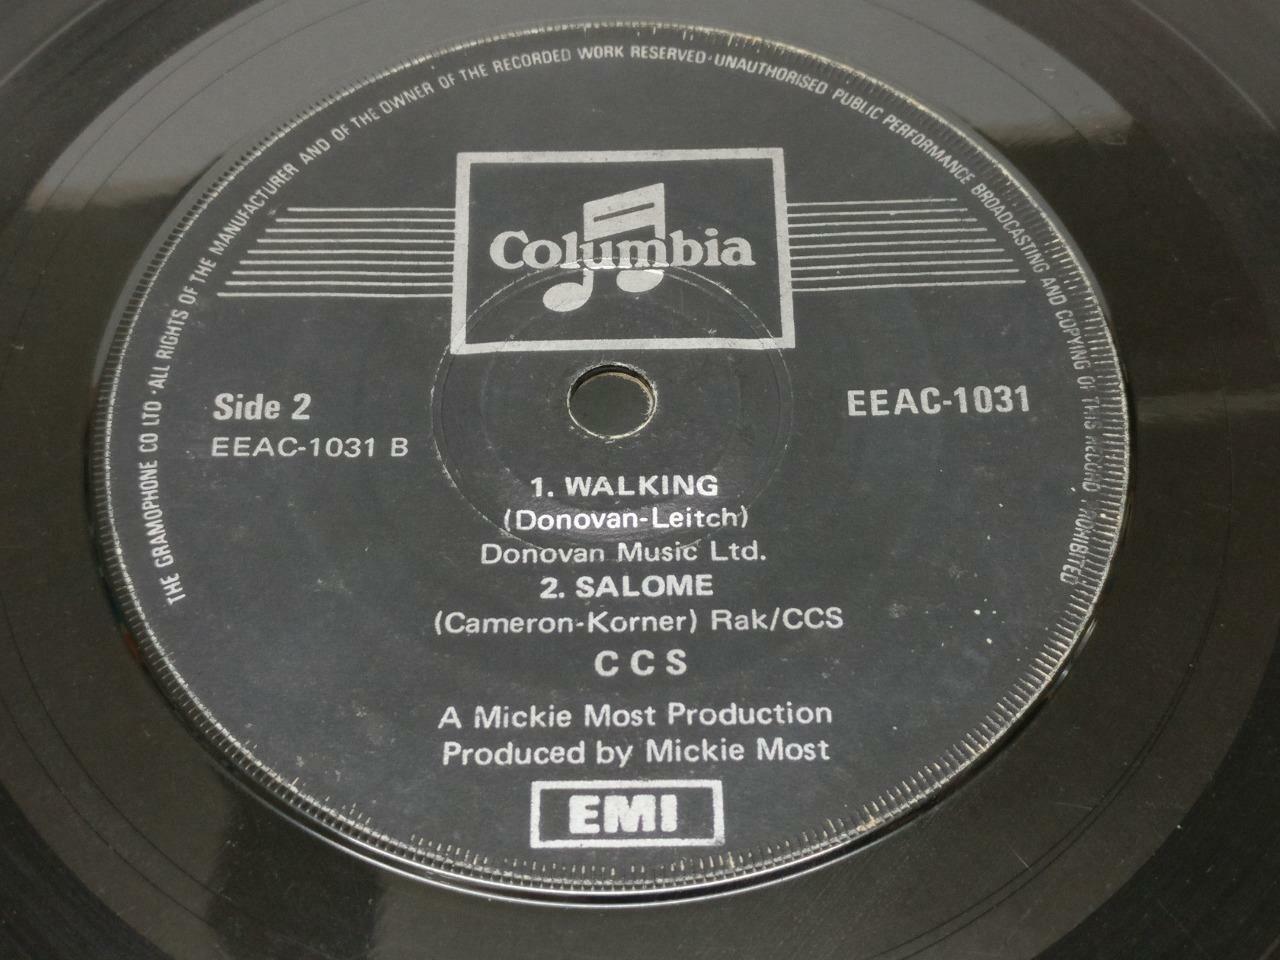 THE GRAMOPHONE CO LTD · ALL RIGHTS OF THE MANUFACTURER AND OF THE OWNER OF THE RECORDED WORK RESERVED · UNAUTHORISED PUBLIC PERFORMANCE BROADCASTING AND COPYING OF THIS RECORD PROHIBITED
Columbia
Side 2
EEAC-1031
EEAC-1031 B
1. WALKING
(Donovan-Leitch)
Donovan Music Ltd.
2. SALOME
(Cameron-Korner) Rak/CCS
C C S
A Mickie Most Production
Produced by Mickie Most
EMI